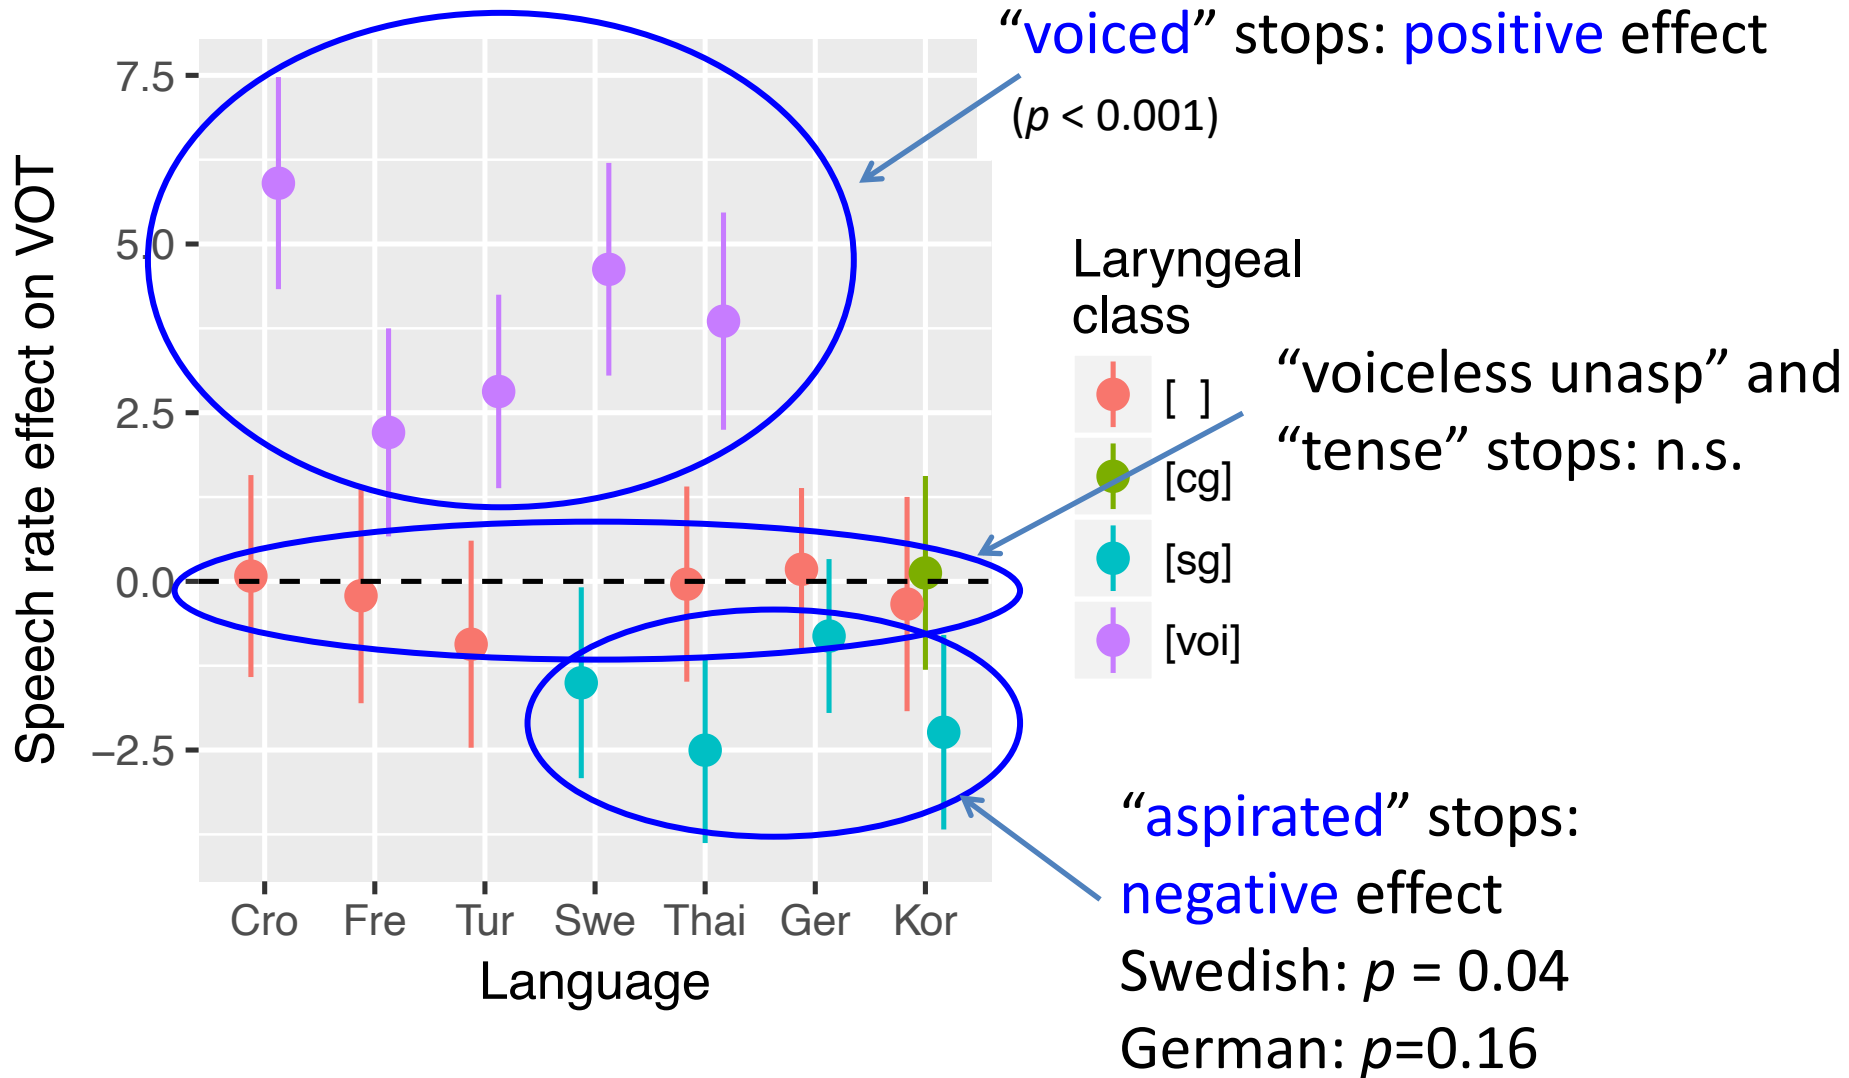 “voiced” stops: positive effect
(p < 0.001)
Speech rate effect on VOT
7.5
5.0
2.5
0.0
−2.5
Cro Fre Tur Swe Thai Ger Kor
Language
Laryngeal
class
[ ]
[cg]
[sg]
[voi]
“voiceless unasp” and
“tense” stops: n.s.
“aspirated” stops:
negative effect
Swedish: p = 0.04
German: p=0.16